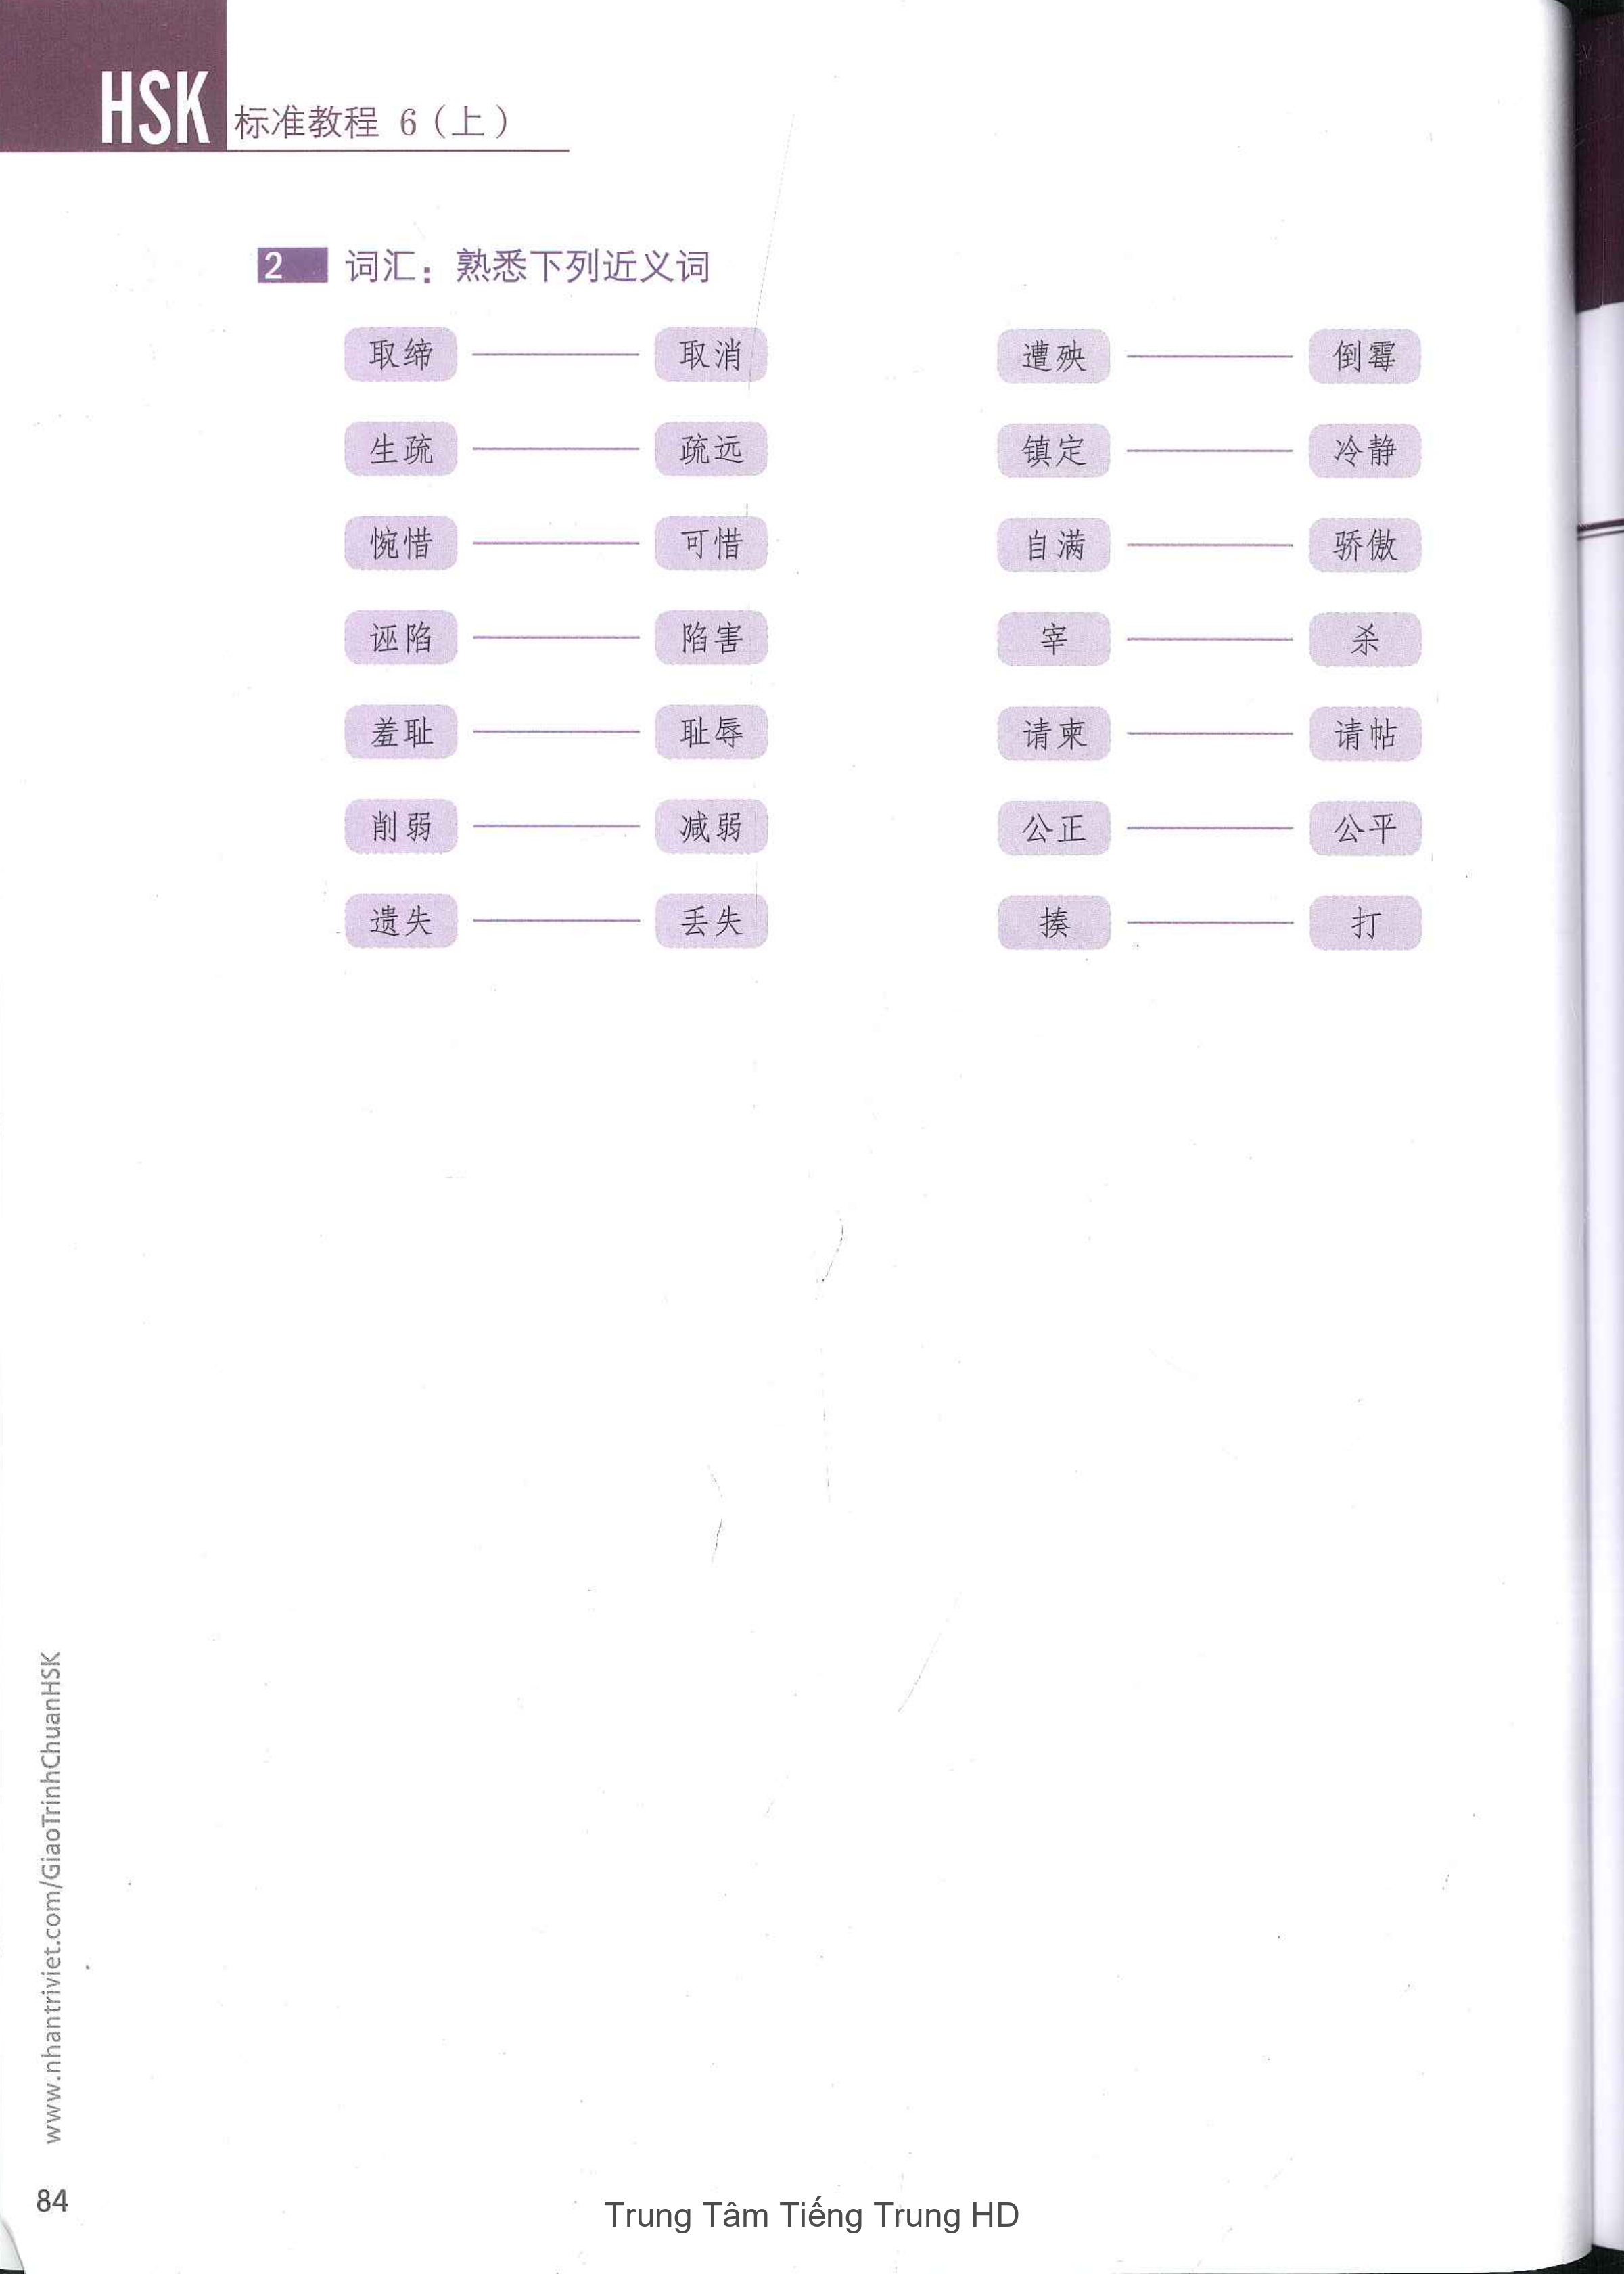 HSK 标准教程 6（上）
2 词汇：熟悉下列近义词
取缔 取消 遭殃 倒霉
生疏 疏远 镇定 冷静
惋惜 可惜 自满 骄傲
诬陷 陷害 宰 杀
羞耻 耻辱 请柬 请帖
削弱 减弱 公正 公平
遗失 丢失 揍 打
www.nhantriviet.com/GiaoTrinhChuanHSK
84
Trung Tâm Tiếng Trung HD